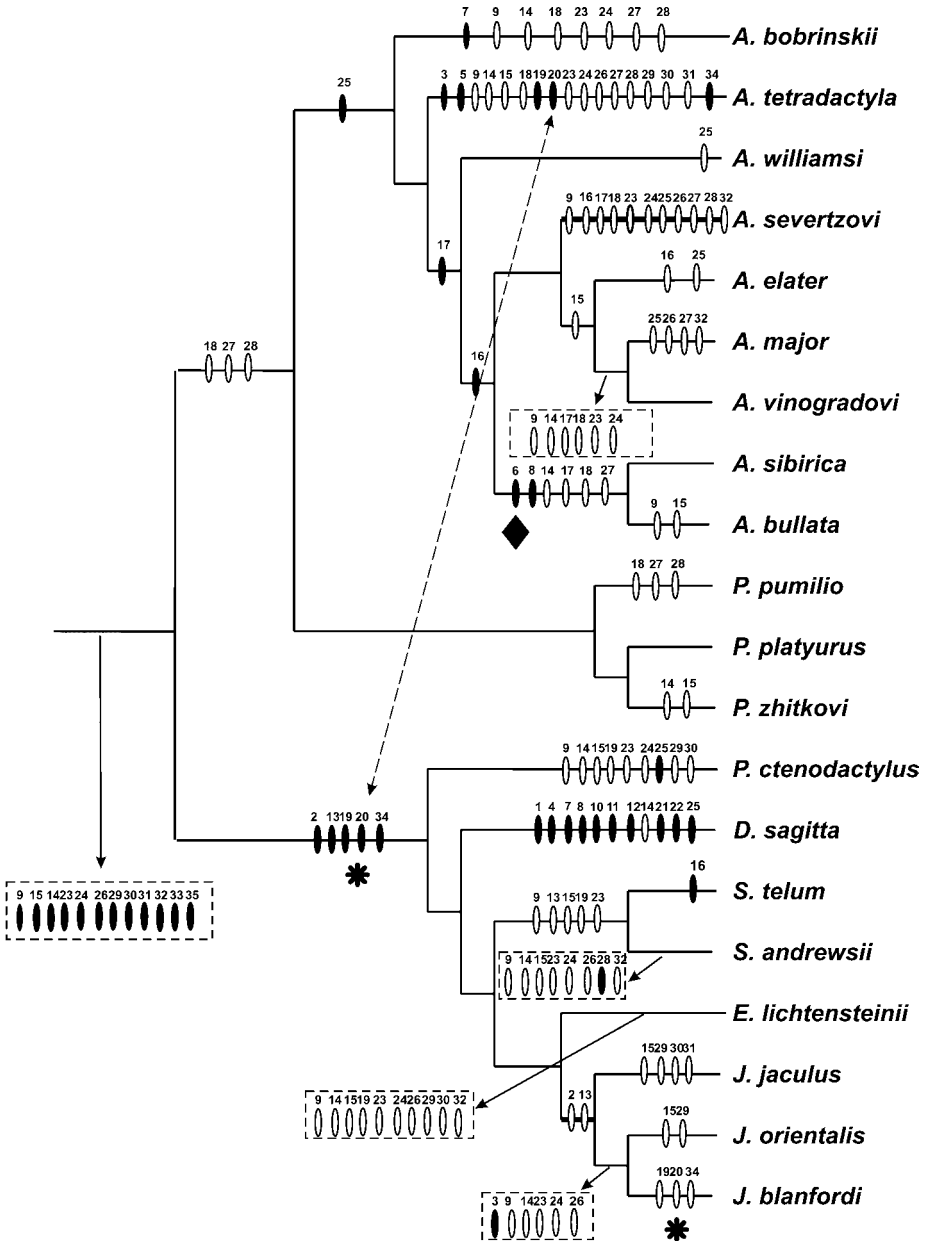 7 9 14 18 23 24 27 28
A. bobrinskii
25
3 5 9 14 15 18 19 20 23 24 26 27 28 29 30 31 34
A. tetradactyla
25
A. williamsi
9 16 17 18 23 24 25 26 27 28 32
A. severtzovi
17
16 25
A. elater
15
25 26 27 32
A. major
18 27 28
16
A. vinogradovi
9 14 17 18 23 24
A. sibirica
6 8 14 17 18 27
9 15
A. bullata
18 27 28
P. pumilio
P. platyurus
14 15
P. zhitkovi
9 14 15 19 23 24 25 29 30
P. ctenodactylus
2 13 19 20 34
1 4 7 8 10 11 12 14 21 22 25
D. sagitta
16
S. telum
9 15 14 23 24 26 29 30 31 32 33 35
9 13 15 19 23
S. andrewsii
9 14 15 23 24 26 28 32
E. lichtensteinii
15 29 30 31
J. jaculus
9 14 15 19 23 24 26 29 30 32
2 13
15 29
J. orientalis
19 20 34
J. blanfordi
3 9 14 23 24 26